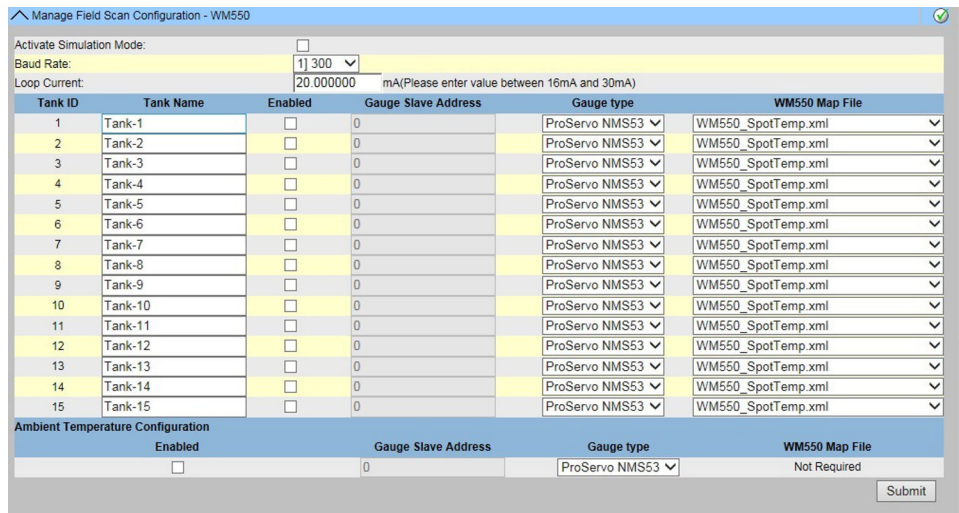 Manage Field Scan Configuration - WM550
Activate Simulation Mode:
Baud Rate: 1] 300
Loop Current: 20.000000 mA(Please enter value between 16mA and 30mA)
Tank ID Tank Name Enabled Gauge Slave Address Gauge type WM550 Map File
1 Tank-1 0 ProServo NMS53 WM550_SpotTemp.xml
2 Tank-2 0 ProServo NMS53 WM550_SpotTemp.xml
3 Tank-3 0 ProServo NMS53 WM550_SpotTemp.xml
4 Tank-4 0 ProServo NMS53 WM550_SpotTemp.xml
5 Tank-5 0 ProServo NMS53 WM550_SpotTemp.xml
6 Tank-6 0 ProServo NMS53 WM550_SpotTemp.xml
7 Tank-7 0 ProServo NMS53 WM550_SpotTemp.xml
8 Tank-8 0 ProServo NMS53 WM550_SpotTemp.xml
9 Tank-9 0 ProServo NMS53 WM550_SpotTemp.xml
10 Tank-10 0 ProServo NMS53 WM550_SpotTemp.xml
11 Tank-11 0 ProServo NMS53 WM550_SpotTemp.xml
12 Tank-12 0 ProServo NMS53 WM550_SpotTemp.xml
13 Tank-13 0 ProServo NMS53 WM550_SpotTemp.xml
14 Tank-14 0 ProServo NMS53 WM550_SpotTemp.xml
15 Tank-15 0 ProServo NMS53 WM550_SpotTemp.xml
Ambient Temperature Configuration
Enabled Gauge Slave Address Gauge type WM550 Map File
0 ProServo NMS53 Not Required
Submit